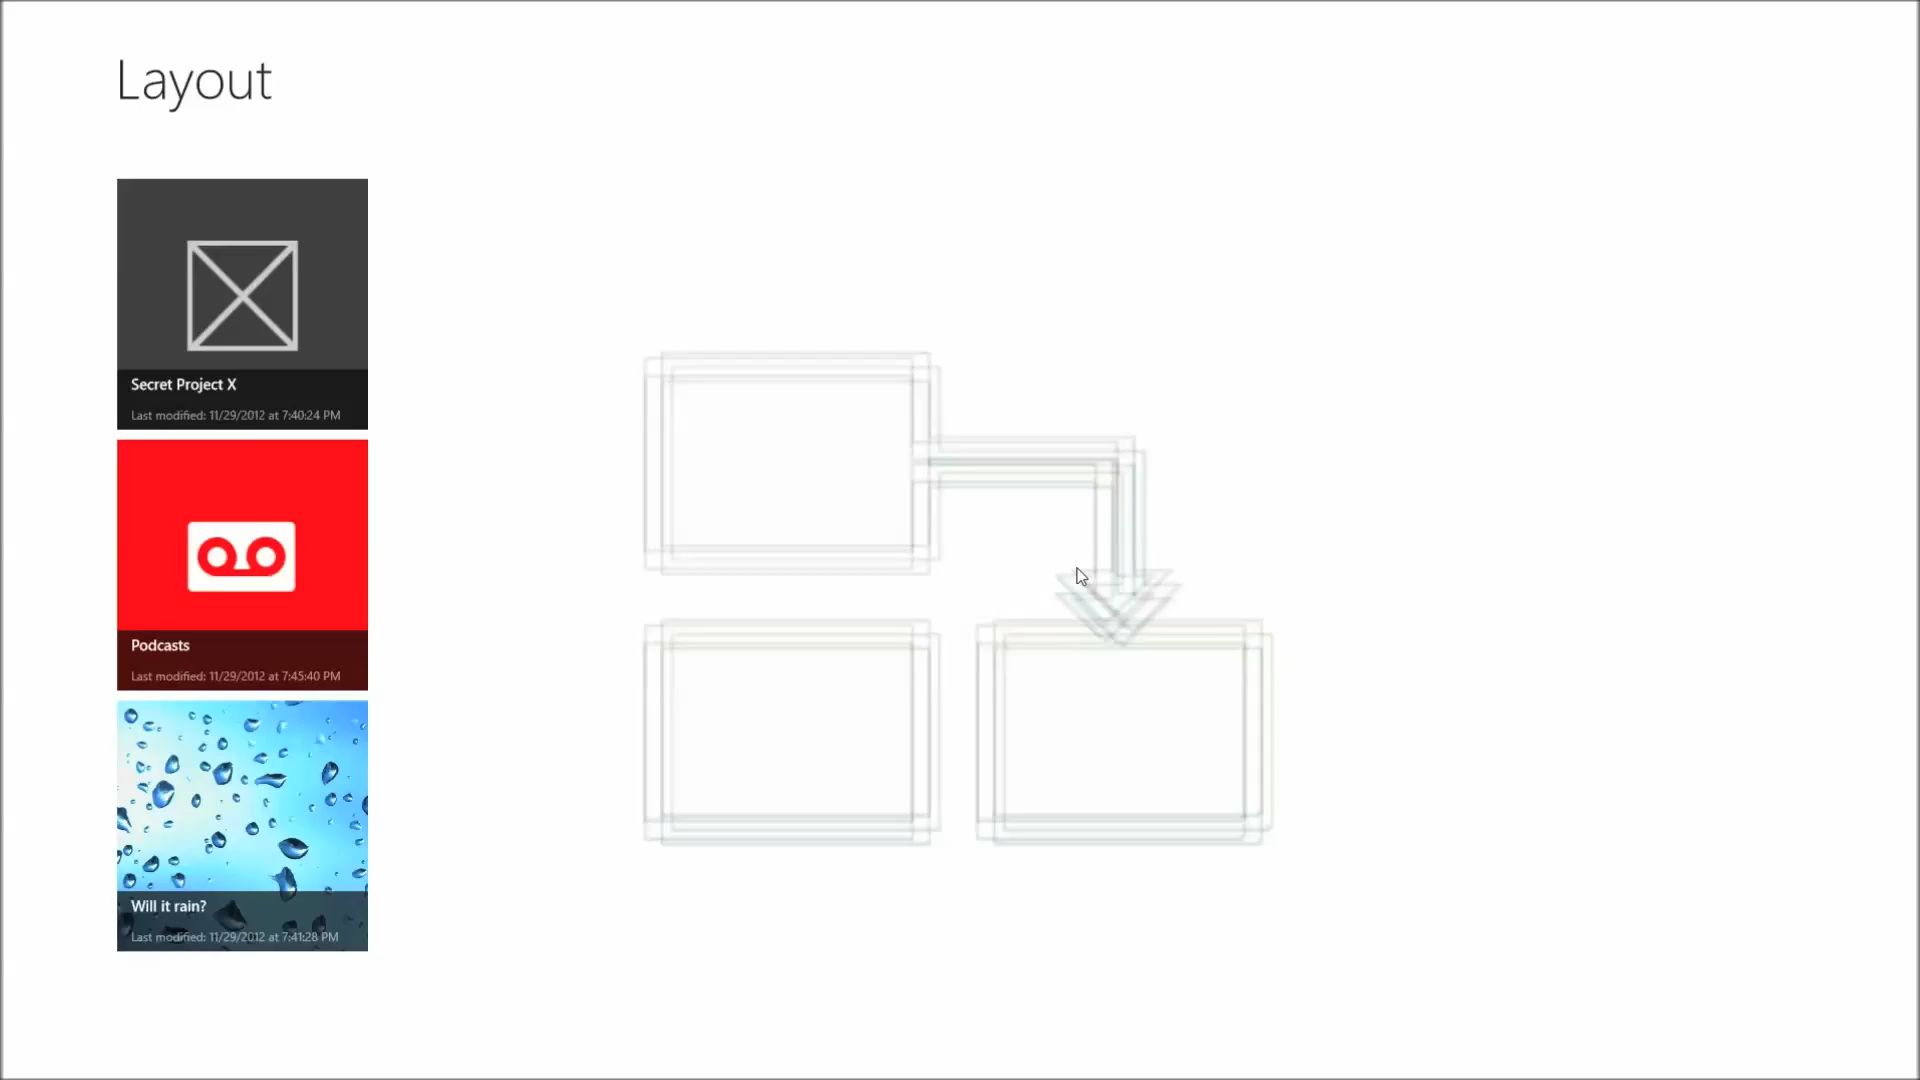 Layout
Secret Project X
Last modified: 11/29/2012 at 7:40:24 PM
Podcasts
Last modified: 11/29/2012 at 7:45:40 PM
Will it rain?
Last modified: 11/29/2012 at 7:41:28 PM